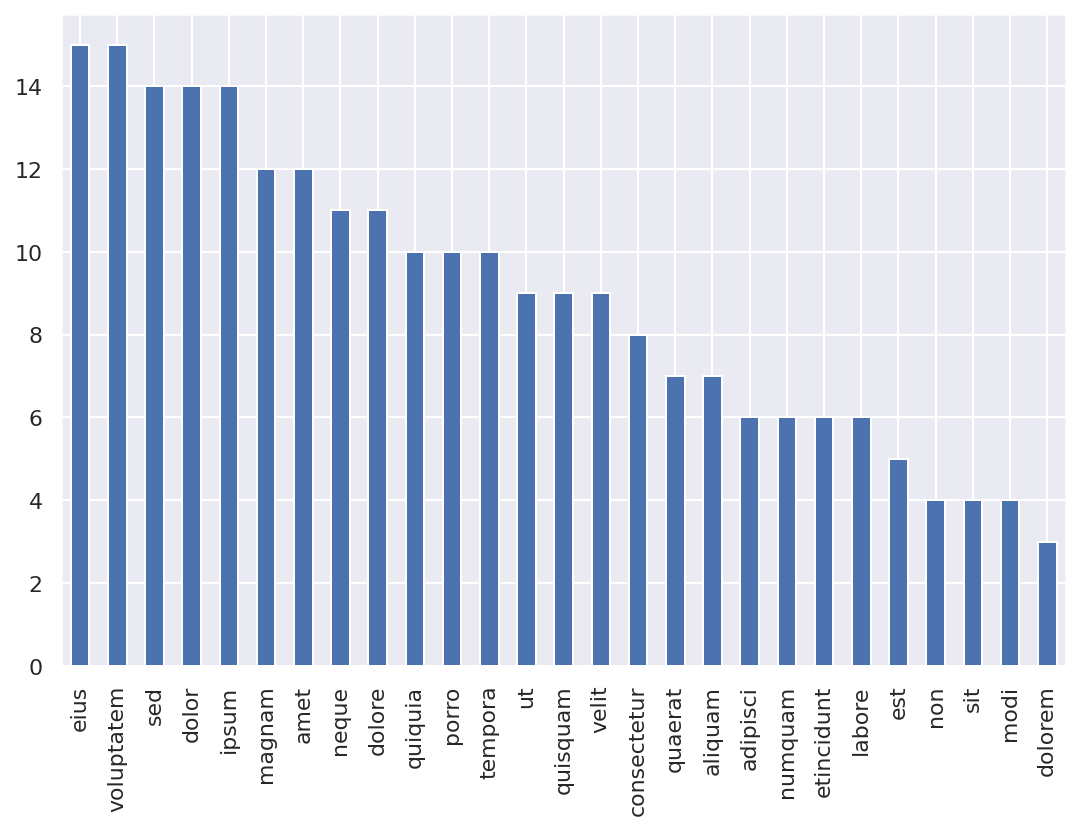 14
12
10
8
6
4
2
0
eius
voluptatem
sed
dolor
ipsum
magnam
amet
neque
dolore
quiquia
porro
tempora
ut
quisquam
velit
consectetur
quaerat
aliquam
adipisci
numquam
etincidunt
labore
est
non
sit
modi
dolorem